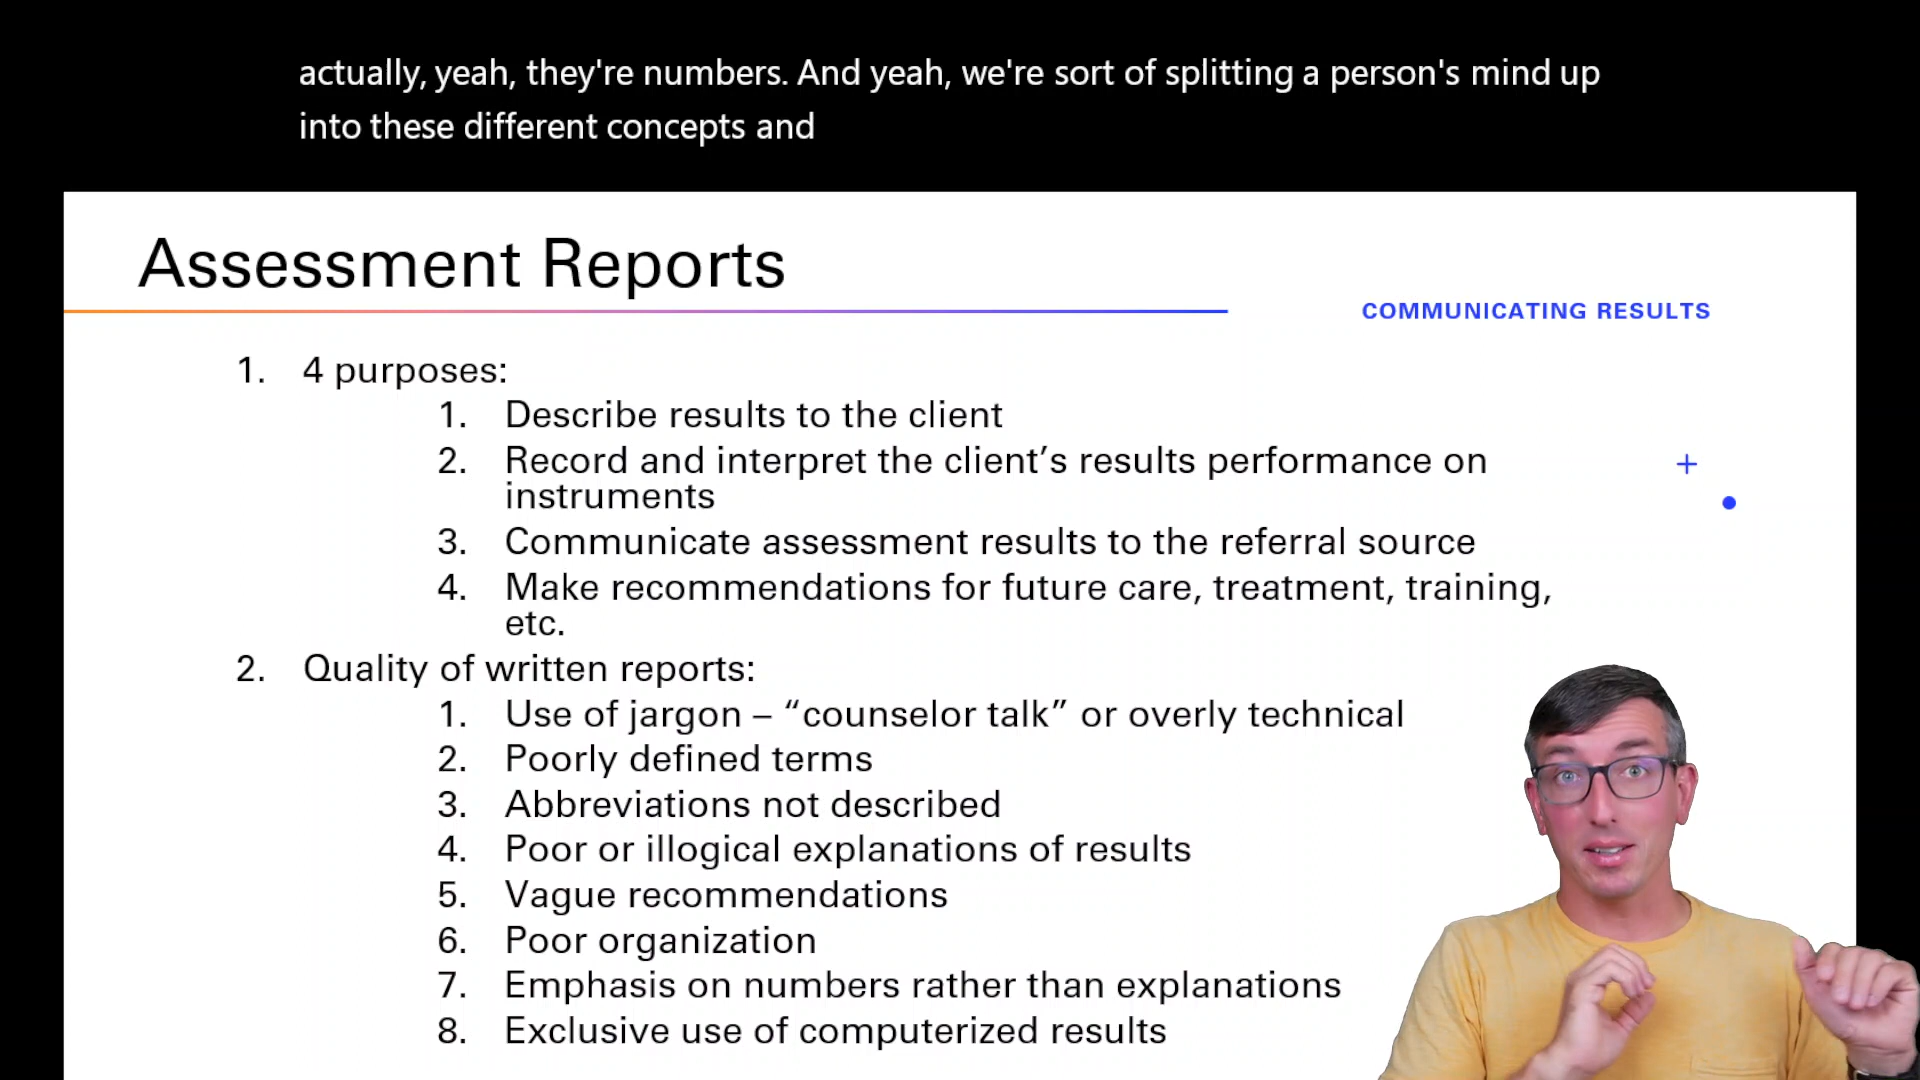 actually, yeah, they're numbers. And yeah, we're sort of splitting a person's mind up
into these different concepts and
Assessment Reports
COMMUNICATING RESULTS
1. 4 purposes:
1. Describe results to the client
2. Record and interpret the client’s results performance on
instruments
3. Communicate assessment results to the referral source
4. Make recommendations for future care, treatment, training,
etc.
2. Quality of written reports:
1. Use of jargon – “counselor talk” or overly technical
2. Poorly defined terms
3. Abbreviations not described
4. Poor or illogical explanations of results
5. Vague recommendations
6. Poor organization
7. Emphasis on numbers rather than explanations
8. Exclusive use of computerized results